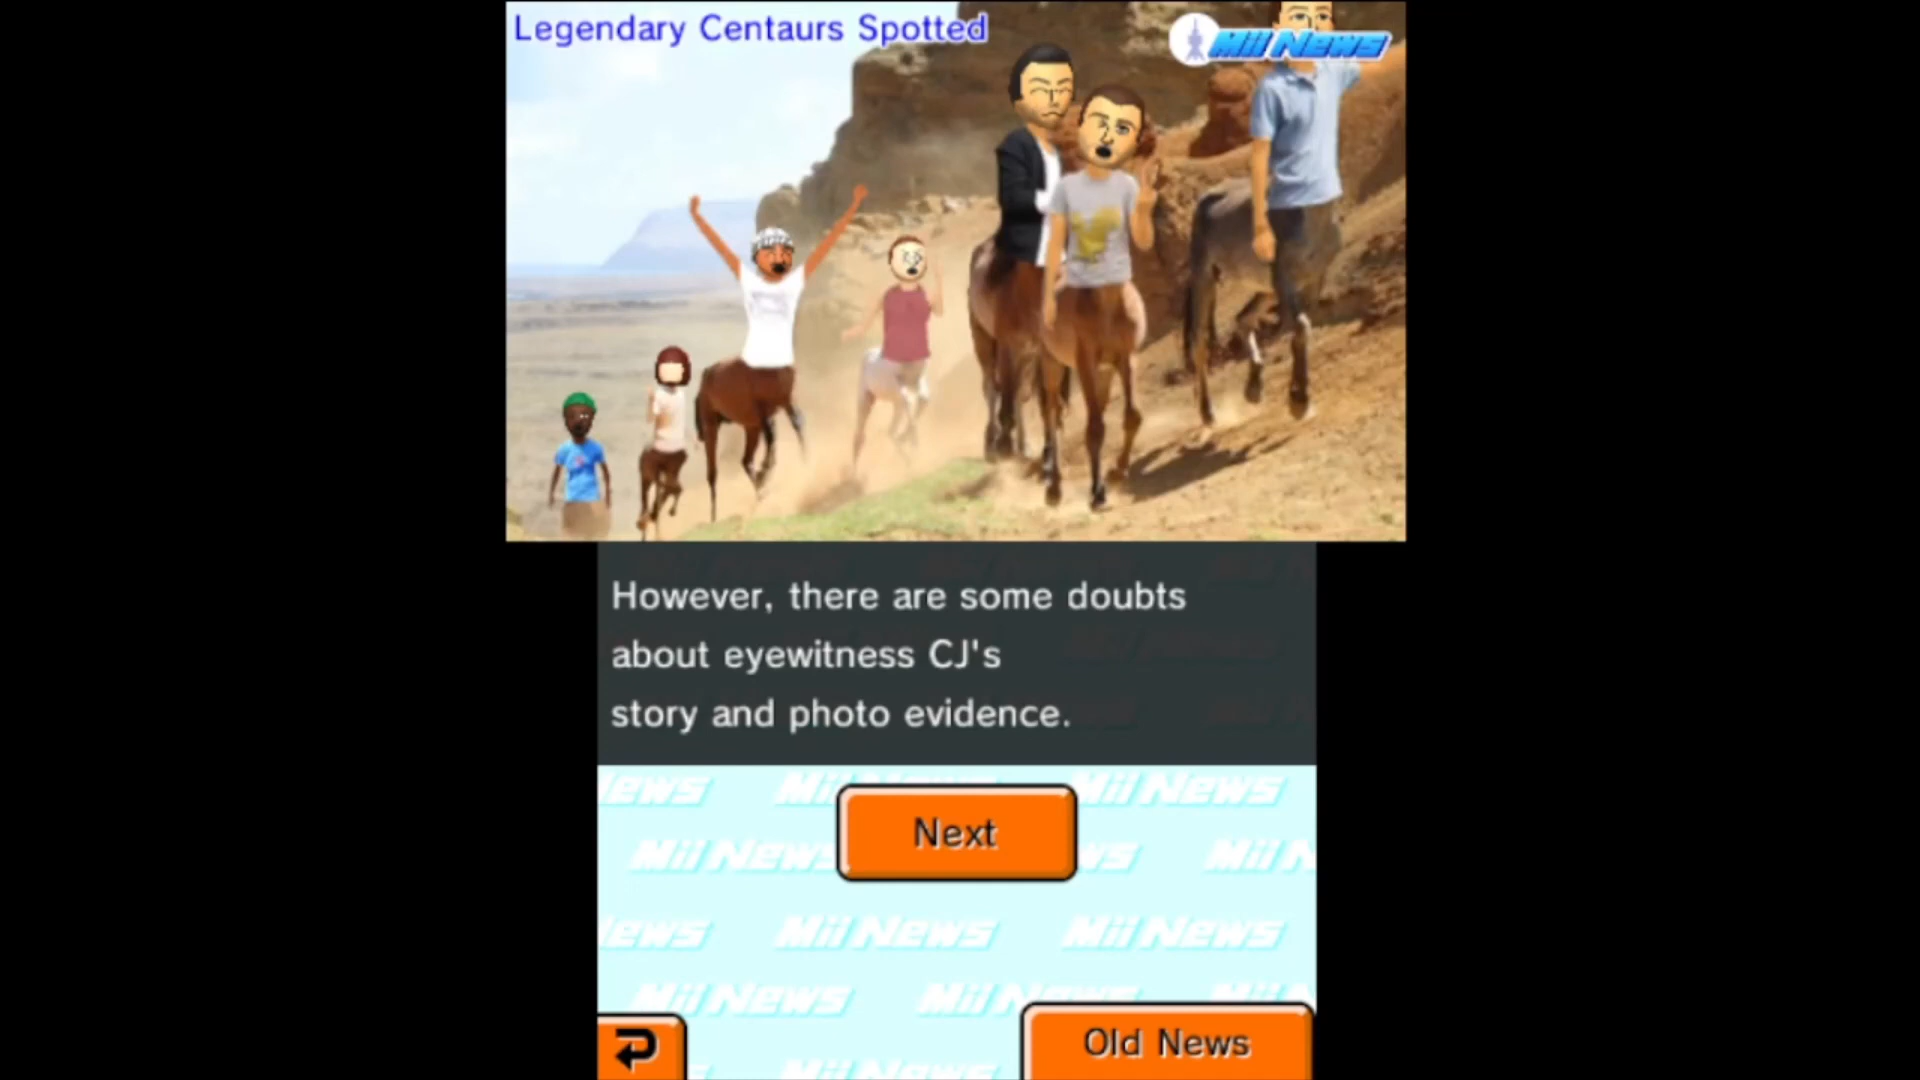 Legendary Centaurs Spotted
Mii News
However, there are some doubts
about eyewitness CJ's
story and photo evidence.
Next
Old News